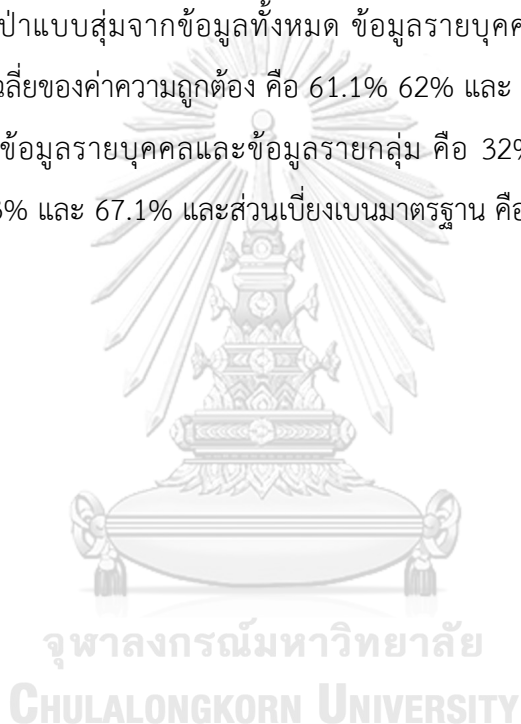 ป่าแบบสุ่มจากข้อมูลทั้งหมด ข้อมูลรายบุคค
ฉลี่ยของค่าความถูกต้อง คือ 61.1% 62% และ
ข้อมูลรายบุคคลและข้อมูลรายกลุ่ม คือ 32%
% และ 67.1% และส่วนเบี่ยงเบนมาตรฐาน คือ
จุฬาลงกรณ์มหาวิทยาลัย
CHULALONGKORN UNIVERSITY